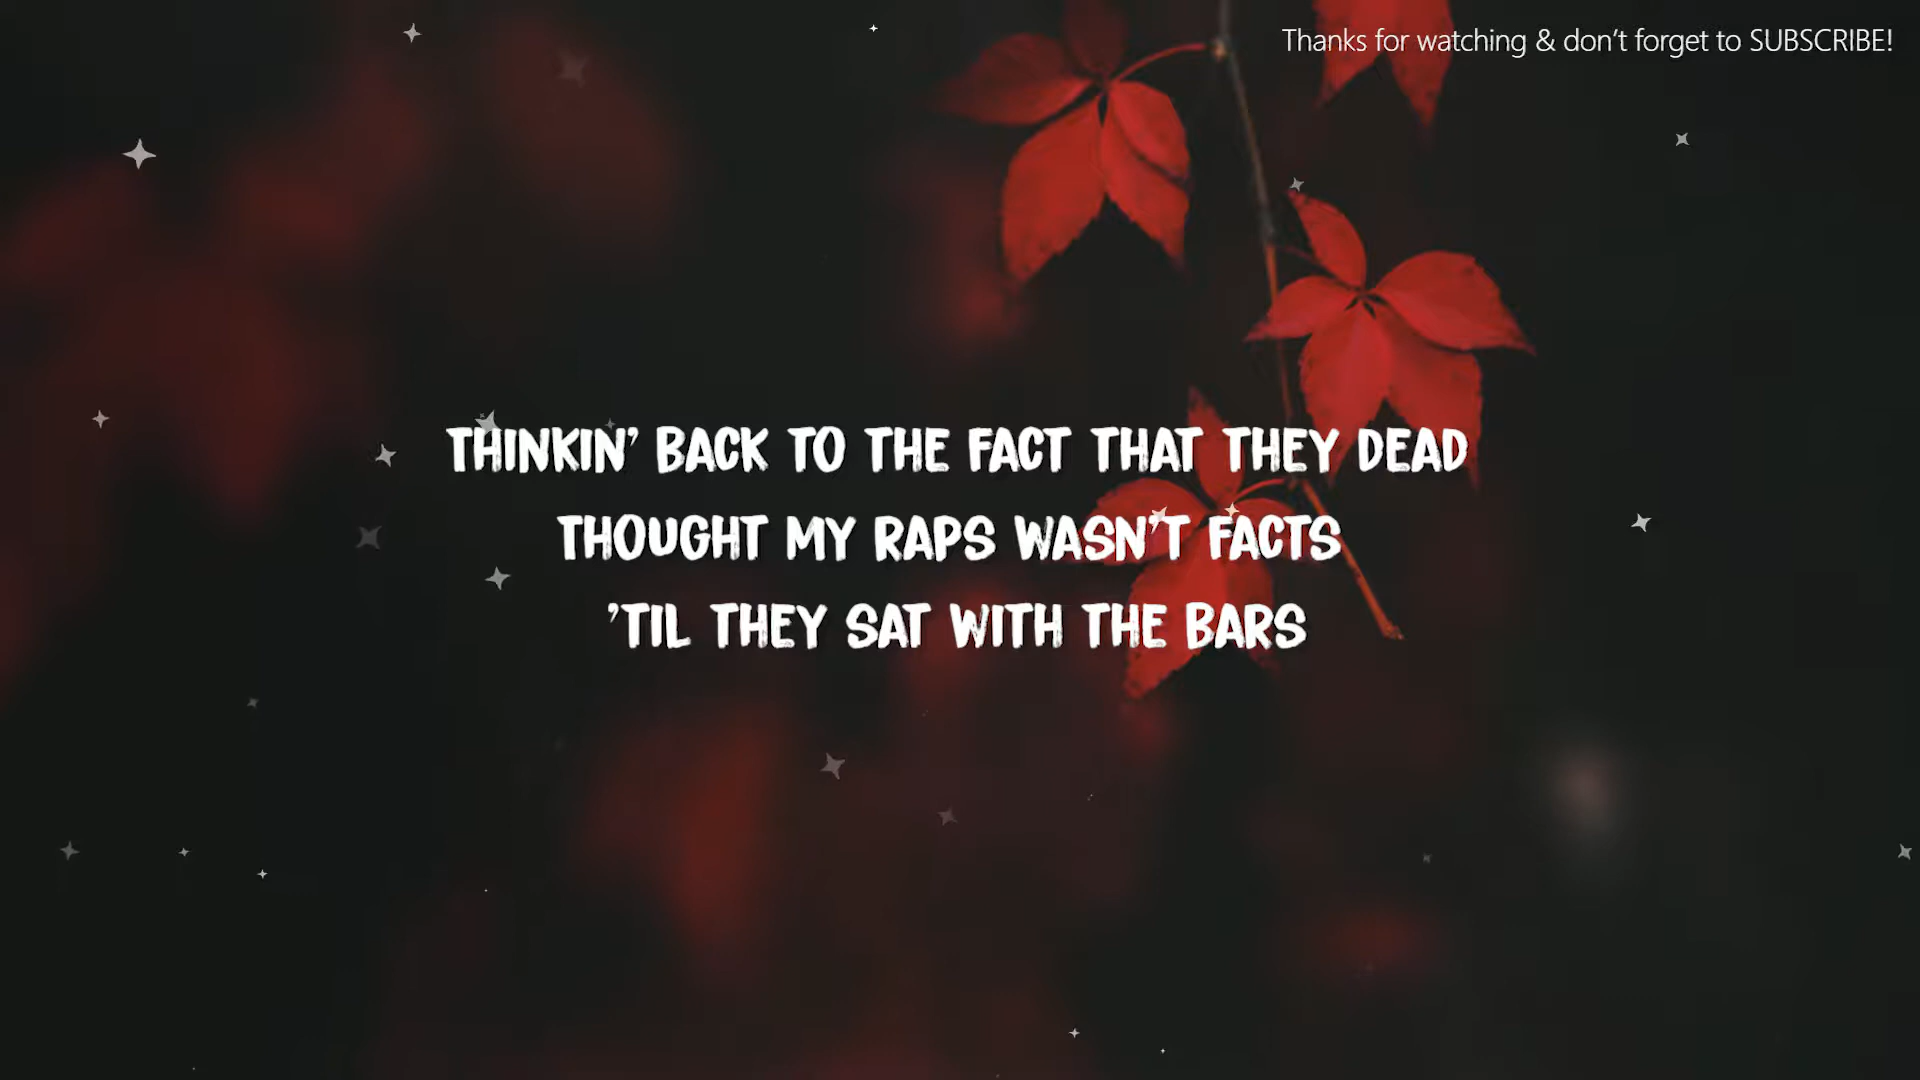 Thanks for watching & don't forget to SUBSCRIBE!
THINKIN' BACK TO THE FACT THAT THEY DEAD
THOUGHT MY RAPS WASN'T FACTS
'TIL THEY SAT WITH THE BARS